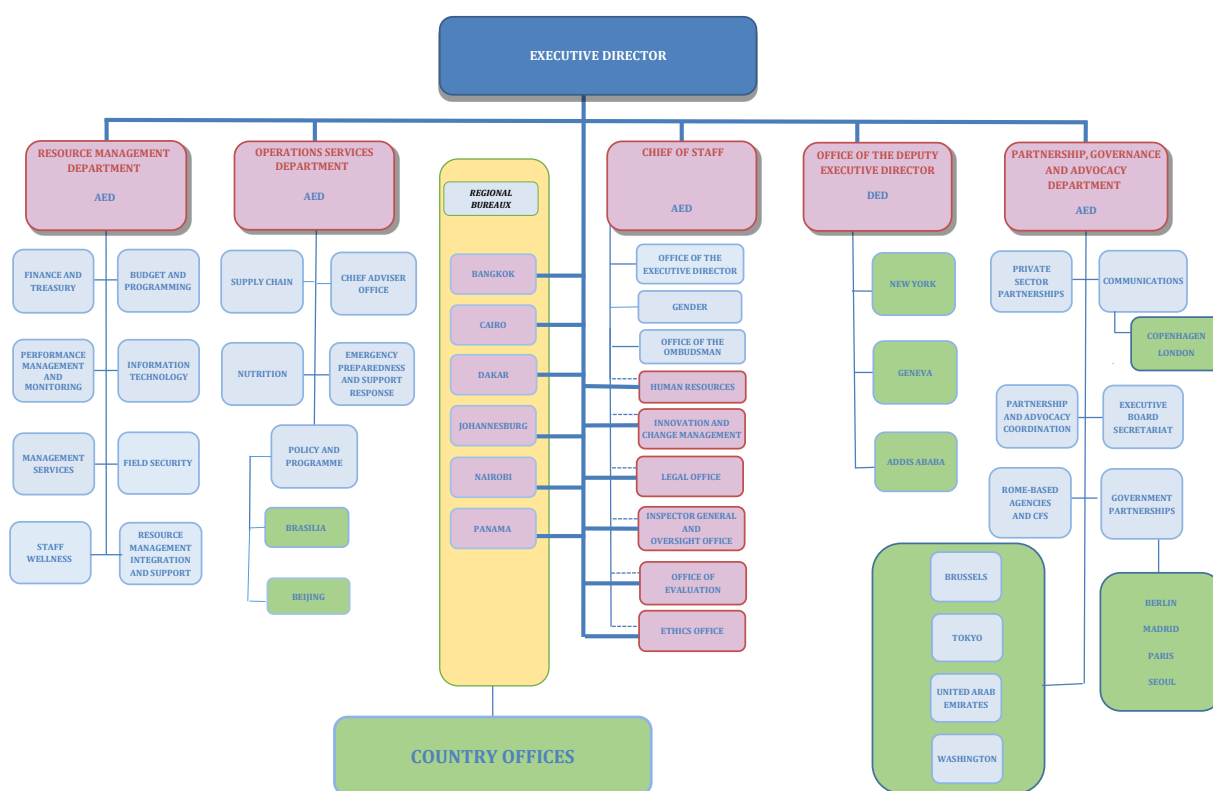 EXECUTIVE DIRECTOR
RESOURCE MANAGEMENT
DEPARTMENT
AED
FINANCE AND
TREASURY
BUDGET AND
PROGRAMMING
PERFORMANCE
MANAGEMENT
AND
MONITORING
INFORMATION
TECHNOLOGY
MANAGEMENT
SERVICES
FIELD SECURITY
STAFF
WELLNESS
RESOURCE
MANAGEMENT
INTEGRATION
AND SUPPORT
OPERATIONS SERVICES
DEPARTMENT
AED
SUPPLY CHAIN
CHIEF ADVISER
OFFICE
NUTRITION
EMERGENCY
PREPAREDNESS
AND SUPPORT
RESPONSE
POLICY AND
PROGRAMME
BRASILIA
BEIJING
REGIONAL
BUREAUX
BANGKOK
CAIRO
DAKAR
JOHANNESBURG
NAIROBI
PANAMA
COUNTRY OFFICES
CHIEF OF STAFF
AED
OFFICE OF THE
EXECUTIVE DIRECTOR
GENDER
OFFICE OF THE
OMBUDSMAN
HUMAN RESOURCES
INNOVATION AND
CHANGE MANAGEMENT
LEGAL OFFICE
INSPECTOR GENERAL
AND
OVERSIGHT OFFICE
OFFICE OF
EVALUATION
ETHICS OFFICE
OFFICE OF THE DEPUTY
EXECUTIVE DIRECTOR
DED
NEW YORK
GENEVA
ADDIS ABABA
PARTNERSHIP, GOVERNANCE
AND ADVOCACY
DEPARTMENT
AED
PRIVATE
SECTOR
PARTNERSHIPS
COMMUNICATIONS
COPENHAGEN
LONDON
PARTNERSHIP
AND ADVOCACY
COORDINATION
EXECUTIVE
BOARD
SECRETARIAT
ROME-BASED
AGENCIES
AND CFS
GOVERNMENT
PARTNERSHIPS
BRUSSELS
TOKYO
UNITED ARAB
EMIRATES
WASHINGTON
BERLIN
MADRID
PARIS
SEOUL